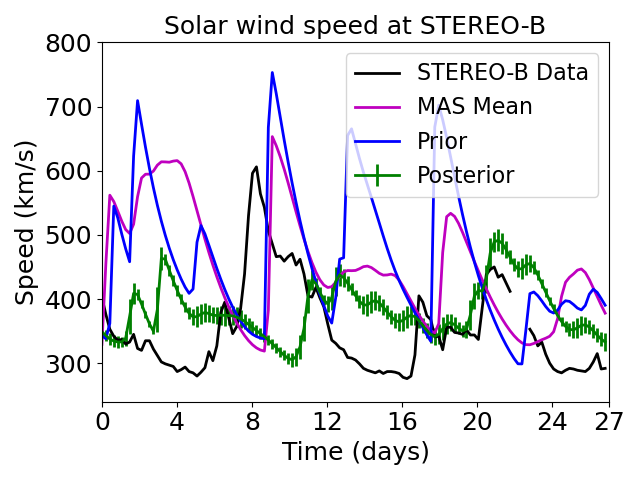 Solar wind speed at STEREO-B
800
700
600
500
400
300
Speed (km/s)
STEREO-B Data
MAS Mean
Prior
Posterior
0 4 8 12 16 20 24 27
Time (days)